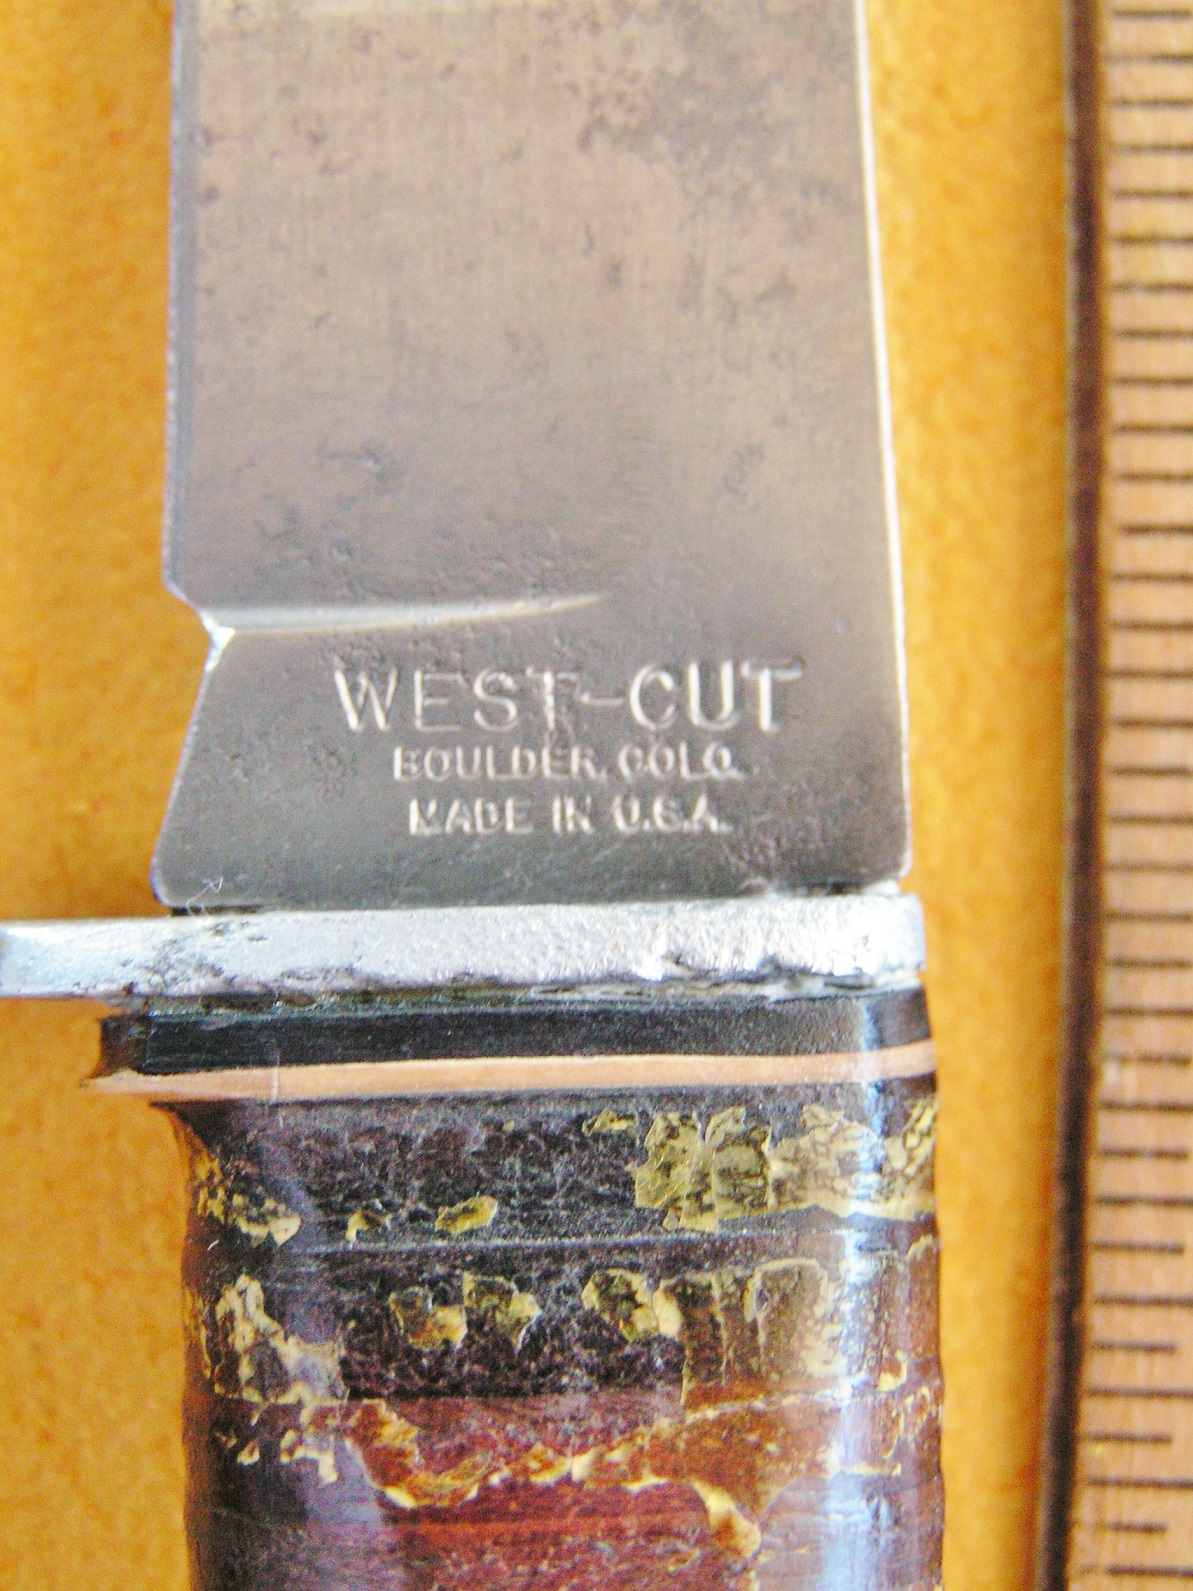 WEST-CUT
BOULDER, COLO.
MADE IN U.S.A.